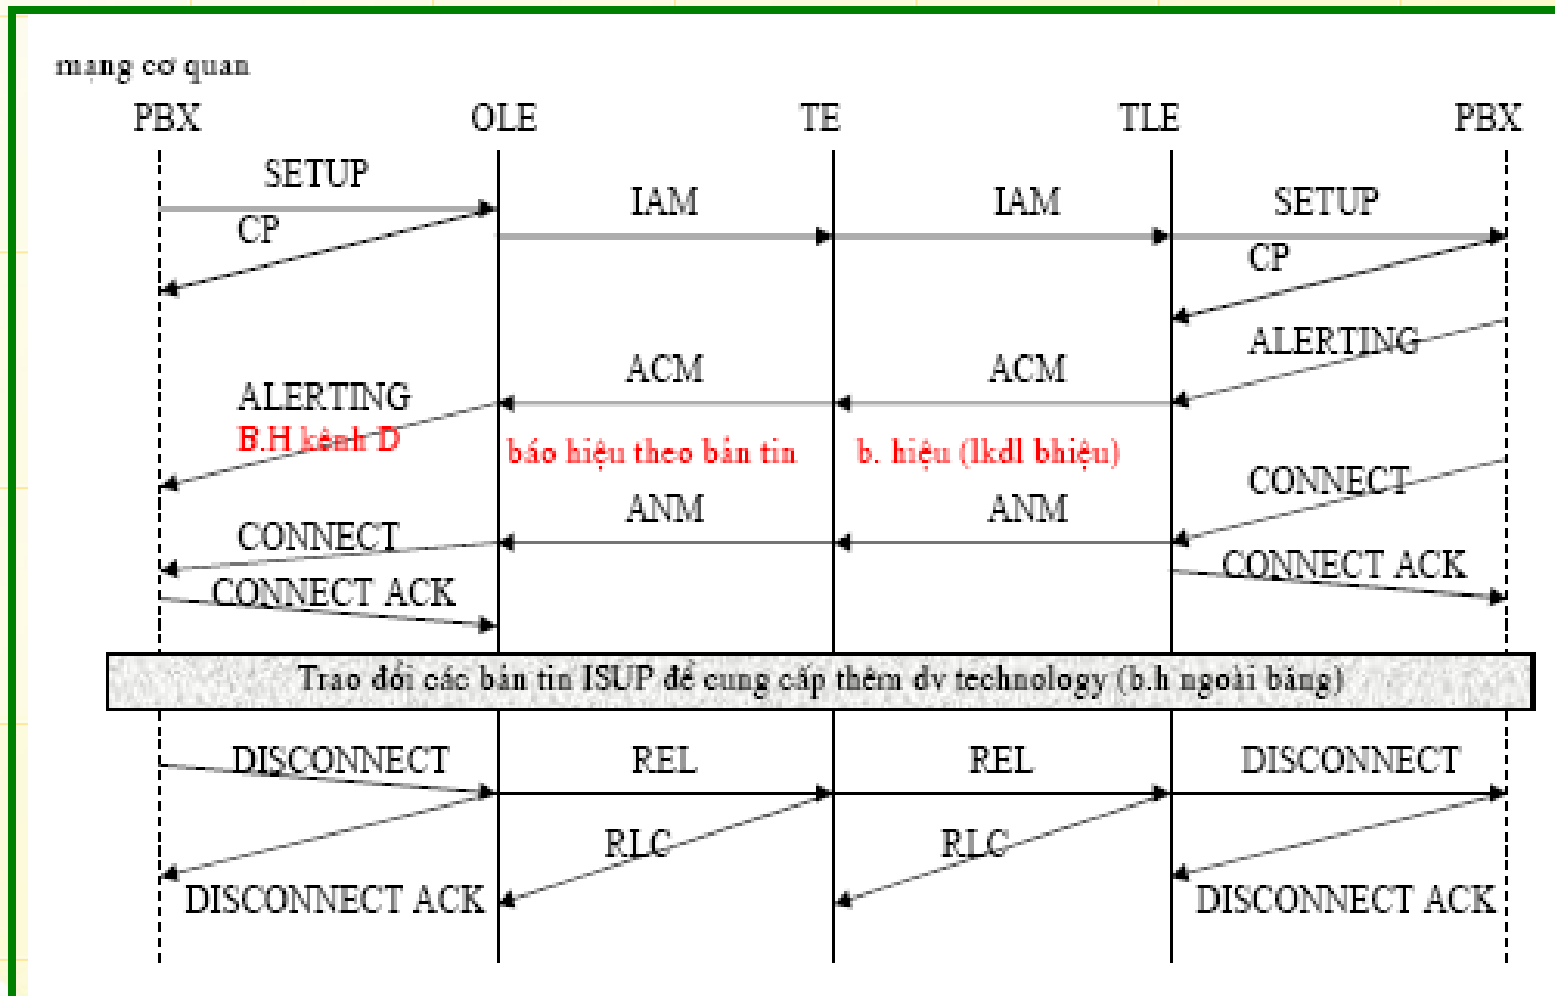 mạng cơ quan
PBX OLE TE TLE PBX
SETUP IAM IAM SETUP
CP CP
ALERTING
ACM ACM
ALERTING
B.H kênh D báo hiệu theo bản tin b. hiệu (lkdl bhiệu)
CONNECT
ANM ANM
CONNECT
CONNECT ACK
CONNECT ACK
Trao đổi các bản tin ISUP để cung cấp thêm dv technology (b.h ngoài băng)
DISCONNECT REL REL DISCONNECT
RLC RLC
DISCONNECT ACK DISCONNECT ACK